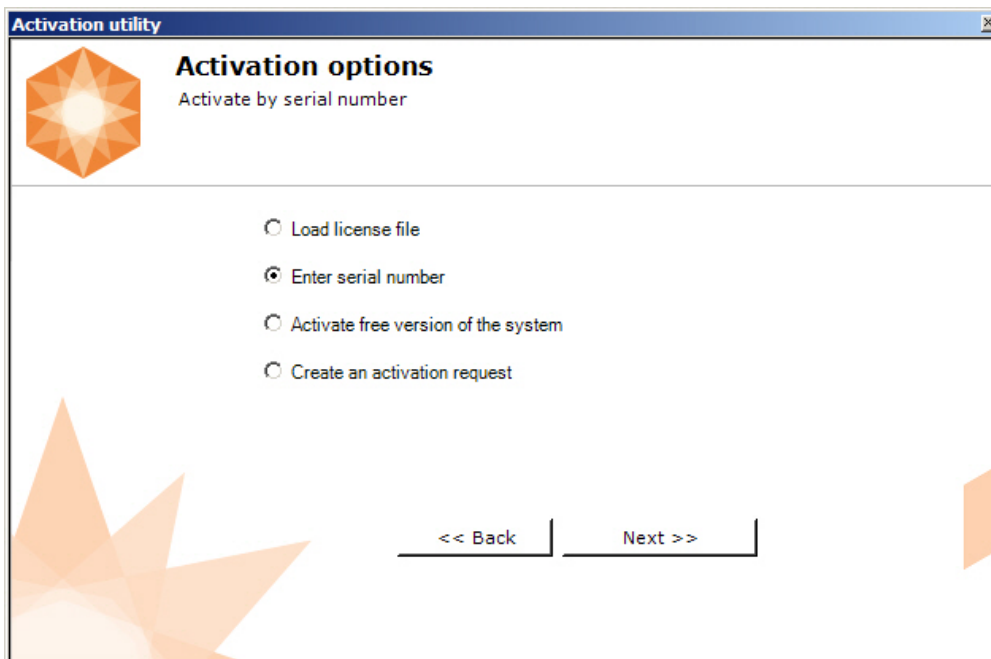 Activation utility
Activation options
Activate by serial number
Load license file
Enter serial number
Activate free version of the system
Create an activation request
<< Back
Next >>